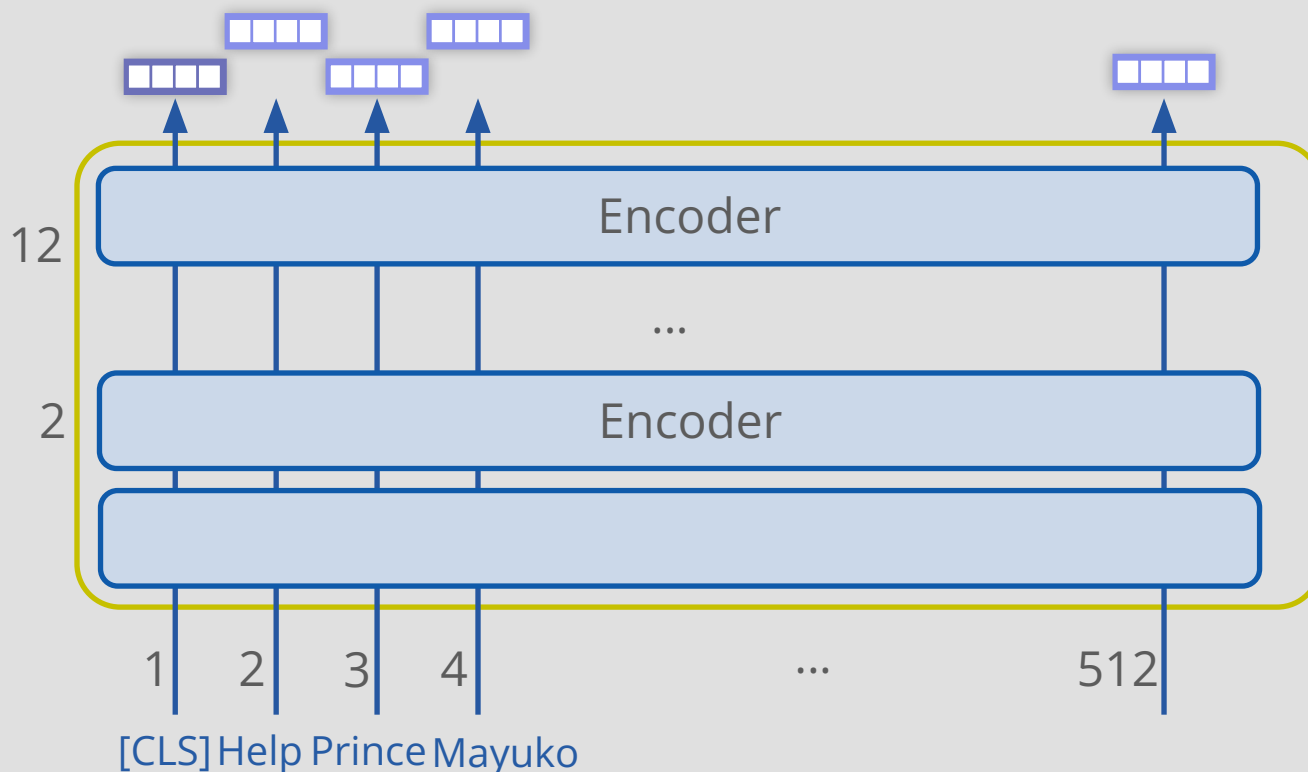 12 Encoder
...
2 Encoder
1 2 3 4 ... 512
[CLS] Help Prince Mayuko